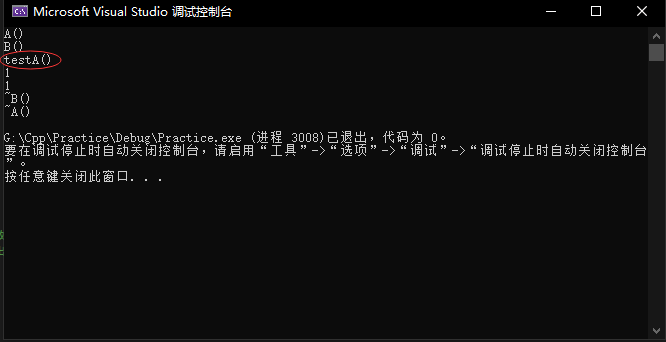 Microsoft Visual Studio 调试控制台
A()
B()
testA()
1
1
~B()
~A()
G:\Cpp\Practice\Debug\Practice.exe (进程 3008)已退出，代码为 0。
要在调试停止时自动关闭控制台，请启用“工具”->“选项”->“调试”->“调试停止时自动关闭控制台
”。
按任意键关闭此窗口. . .